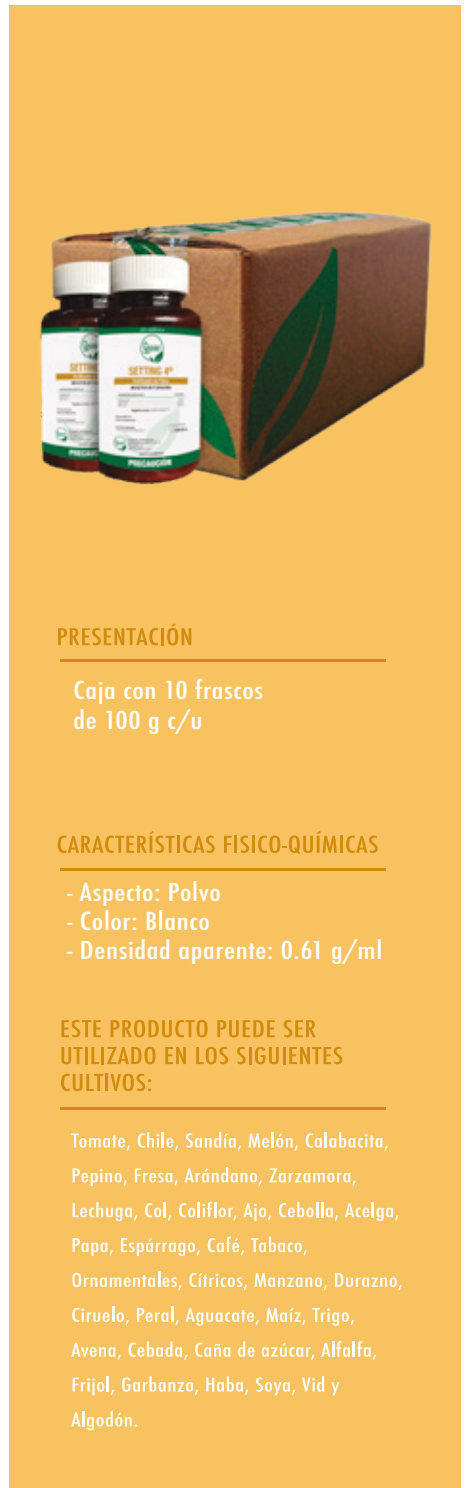 SETTING-4®
SETTING-4®
PRECAUCIÓN
PRESENTACIÓN
Caja con 10 frascos
de 100 g c/u
CARACTERÍSTICAS FISICO-QUÍMICAS
- Aspecto: Polvo
- Color: Blanco
- Densidad aparente: 0.61 g/ml
ESTE PRODUCTO PUEDE SER
UTILIZADO EN LOS SIGUIENTES
CULTIVOS:
Tomate, Chile, Sandía, Melón, Calabacita,
Pepino, Fresa, Arándano, Zarzamora,
Lechuga, Col, Coliflor, Ajo, Cebolla, Acelga,
Papa, Espárrago, Café, Tabaco,
Ornamentales, Cítricos, Manzano, Durazno,
Ciruelo, Peral, Aguacate, Maíz, Trigo,
Avena, Cebada, Caña de azúcar, Alfalfa,
Frijol, Garbanzo, Haba, Soya, Vid y
Algodón.